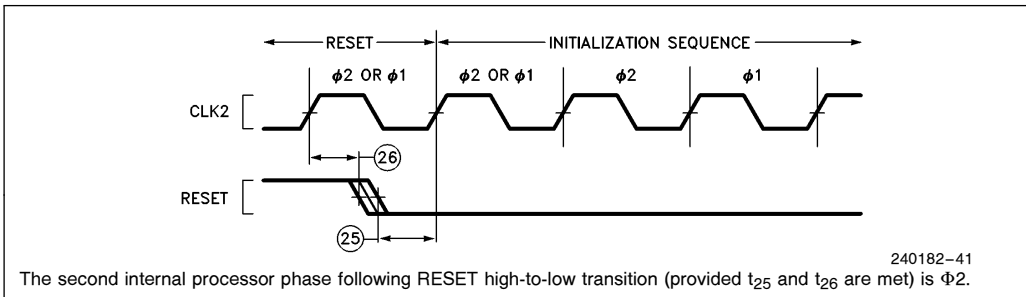 RESET INITIALIZATION SEQUENCE
ϕ2 OR ϕ1 ϕ2 OR ϕ1 ϕ2 ϕ1
CLK2
26
RESET
25
240182–41
The second internal processor phase following RESET high-to-low transition (provided t25 and t26 are met) is Φ2.